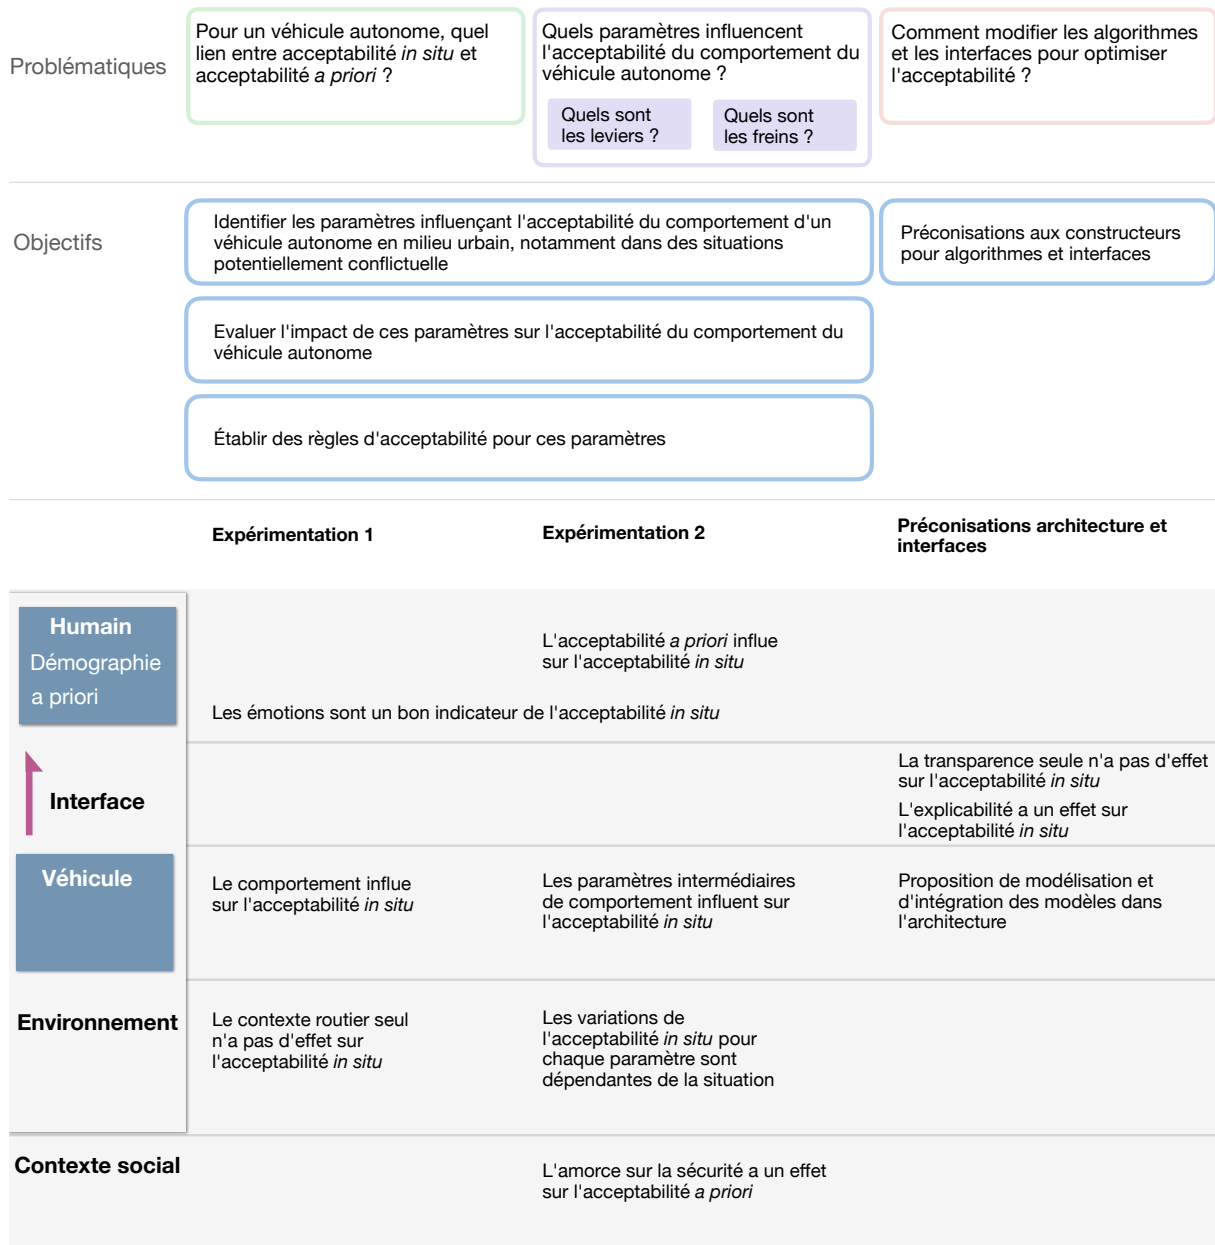 Problématiques
Pour un véhicule autonome, quel
lien entre acceptabilité in situ et
acceptabilité a priori ?
Quels paramètres influencent
l'acceptabilité du comportement du
véhicule autonome ?
Quels sont
les leviers ?
Quels sont
les freins ?
Comment modifier les algorithmes
et les interfaces pour optimiser
l'acceptabilité ?
Objectifs
Identifier les paramètres influençant l'acceptabilité du comportement d'un
véhicule autonome en milieu urbain, notamment dans des situations
potentiellement conflictuelle
Préconisations aux constructeurs
pour algorithmes et interfaces
Evaluer l'impact de ces paramètres sur l'acceptabilité du comportement du
véhicule autonome
Établir des règles d'acceptabilité pour ces paramètres
Expérimentation 1
Expérimentation 2
Préconisations architecture et
interfaces
Humain
Démographie
a priori
L'acceptabilité a priori influe
sur l'acceptabilité in situ
Les émotions sont un bon indicateur de l'acceptabilité in situ
Interface
La transparence seule n'a pas d'effet
sur l'acceptabilité in situ
L'explicabilité a un effet sur
l'acceptabilité in situ
Véhicule
Le comportement influe
sur l'acceptabilité in situ
Les paramètres intermédiaires
de comportement influent sur
l'acceptabilité in situ
Proposition de modélisation et
d'intégration des modèles dans
l'architecture
Environnement
Le contexte routier seul
n'a pas d'effet sur
l'acceptabilité in situ
Les variations de
l'acceptabilité in situ pour
chaque paramètre sont
dépendantes de la situation
Contexte social
L'amorce sur la sécurité a un effet
sur l'acceptabilité a priori